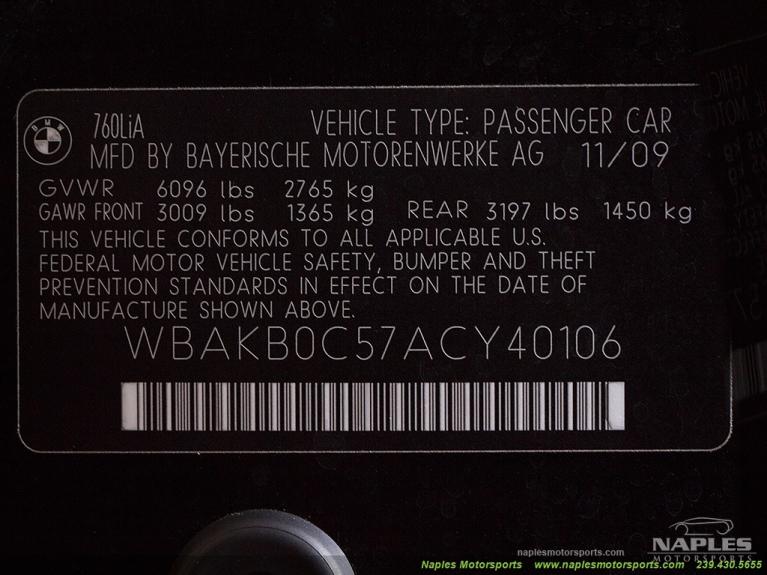 BMW
760LiA VEHICLE TYPE: PASSENGER CAR
MFD BY BAYERISCHE MOTORENWERKE AG 11/09
GVWR 6096 lbs 2765 kg
GAWR FRONT 3009 lbs 1365 kg REAR 3197 lbs 1450 kg
THIS VEHICLE CONFORMS TO ALL APPLICABLE U.S.
FEDERAL MOTOR VEHICLE SAFETY, BUMPER AND THEFT
PREVENTION STANDARDS IN EFFECT ON THE DATE OF
MANUFACTURE SHOWN ABOVE.
WBAKB0C57ACY40106
NAPLES
MOTORSPORTS
naplesmotorsports.com
Naples Motorsports www.naplesmotorsports.com 239.430.5655